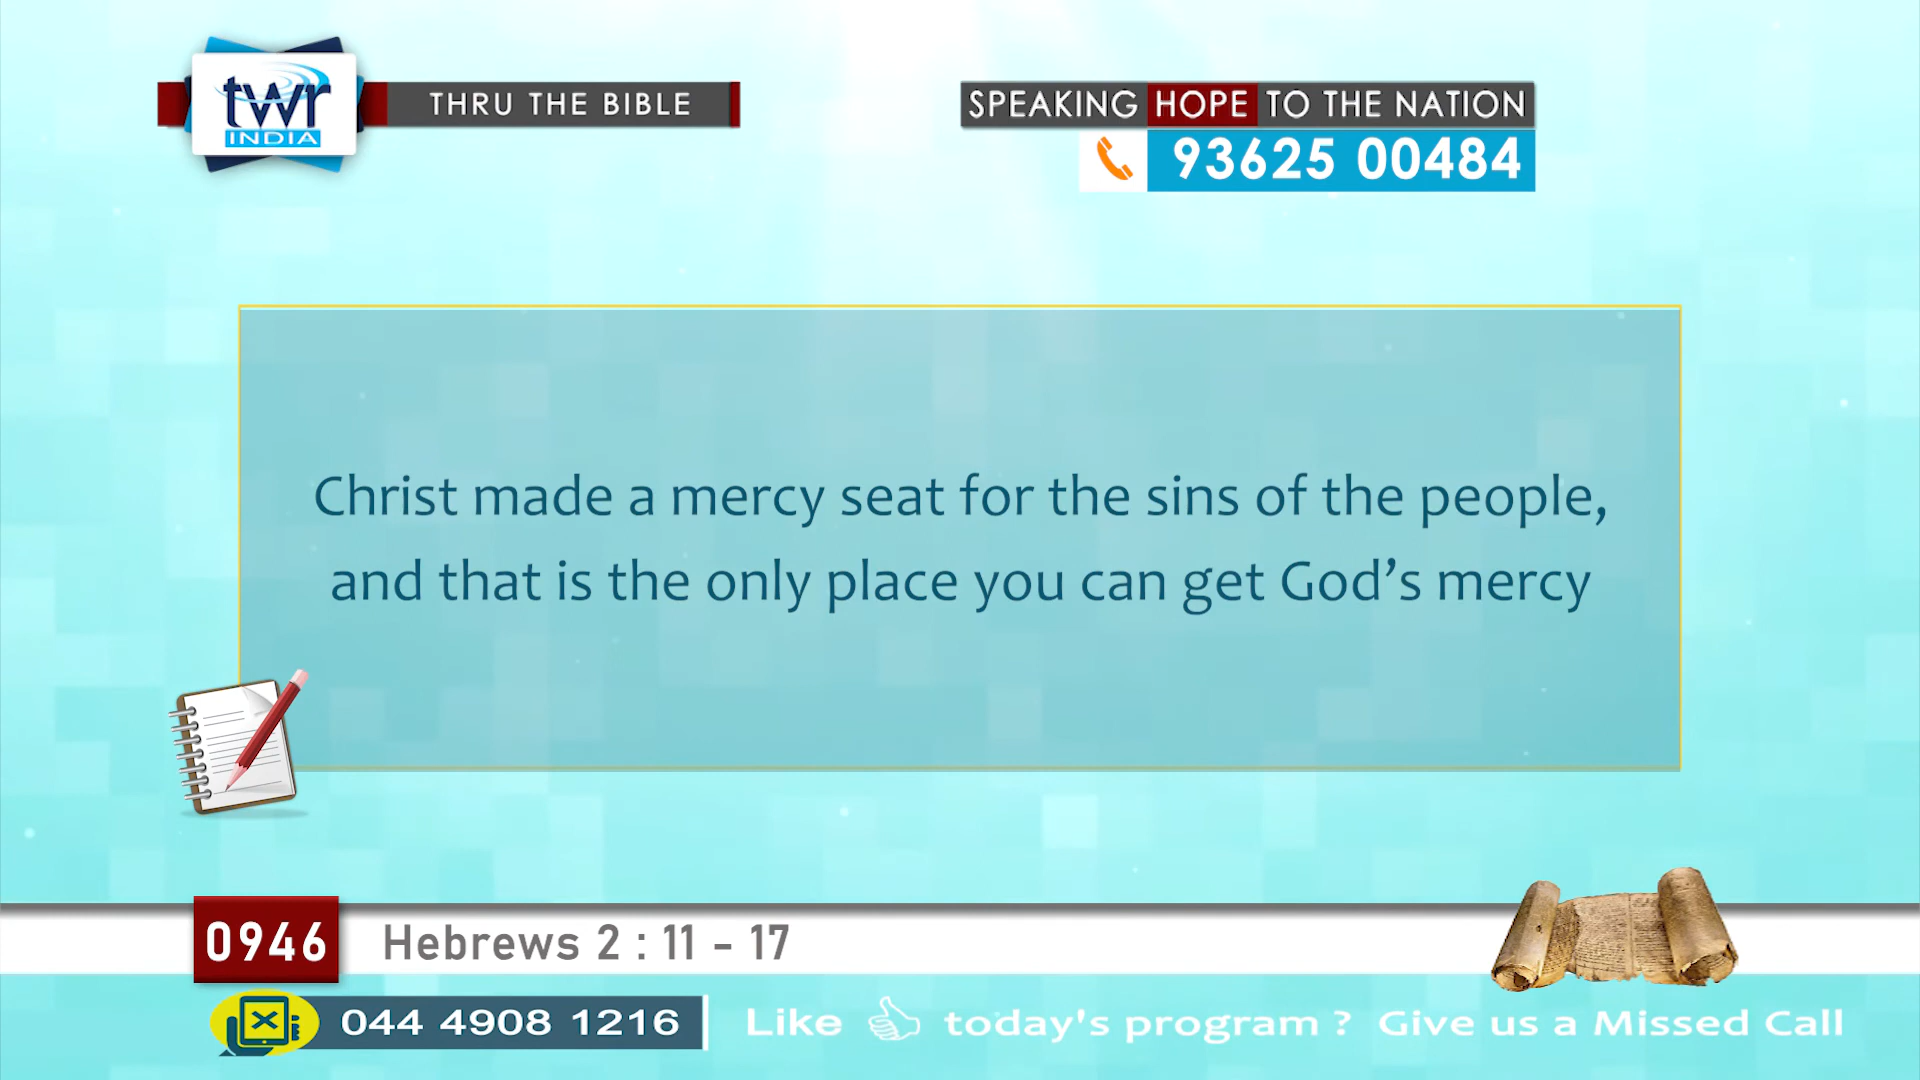 twr
INDIA
THRU THE BIBLE
SPEAKING HOPE TO THE NATION
93625 00484
Christ made a mercy seat for the sins of the people,
and that is the only place you can get God’s mercy
0946 Hebrews 2 : 11 - 17
044 4908 1216 Like today's program ? Give us a Missed Call